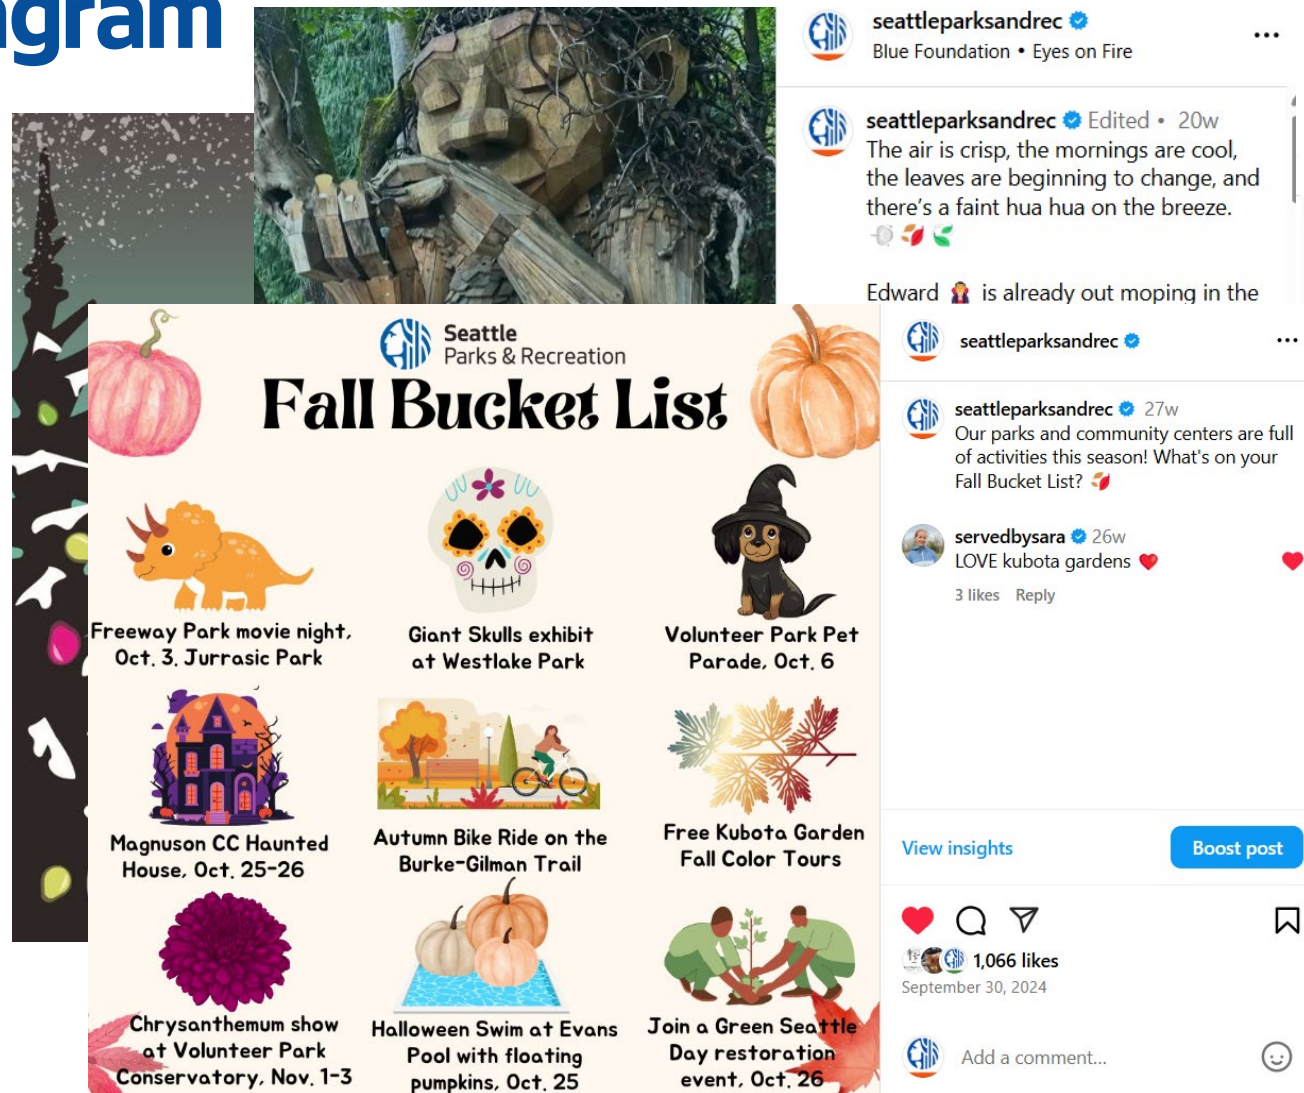 agram
seattleparksandrec
Blue Foundation • Eyes on Fire
seattleparksandrec Edited • 20w
The air is crisp, the mornings are cool,
the leaves are beginning to change, and
there's a faint hua hua on the breeze.
Edward 🧛 is already out moping in the
Seattle
Parks & Recreation
Fall Bucket List
Freeway Park movie night,
Oct. 3, Jurrasic Park
Giant Skulls exhibit
at Westlake Park
Volunteer Park Pet
Parade, Oct. 6
Magnuson CC Haunted
House, Oct. 25-26
Autumn Bike Ride on the
Burke-Gilman Trail
Free Kubota Garden
Fall Color Tours
Chrysanthemum show
at Volunteer Park
Conservatory, Nov. 1-3
Halloween Swim at Evans
Pool with floating
pumpkins, Oct. 25
Join a Green Seattle
Day restoration
event, Oct. 26
seattleparksandrec
seattleparksandrec 27w
Our parks and community centers are full
of activities this season! What's on your
Fall Bucket List? 🍂
servedbysara 26w
LOVE kubota gardens ❤️
3 likes Reply
View insights
Boost post
1,066 likes
September 30, 2024
Add a comment...